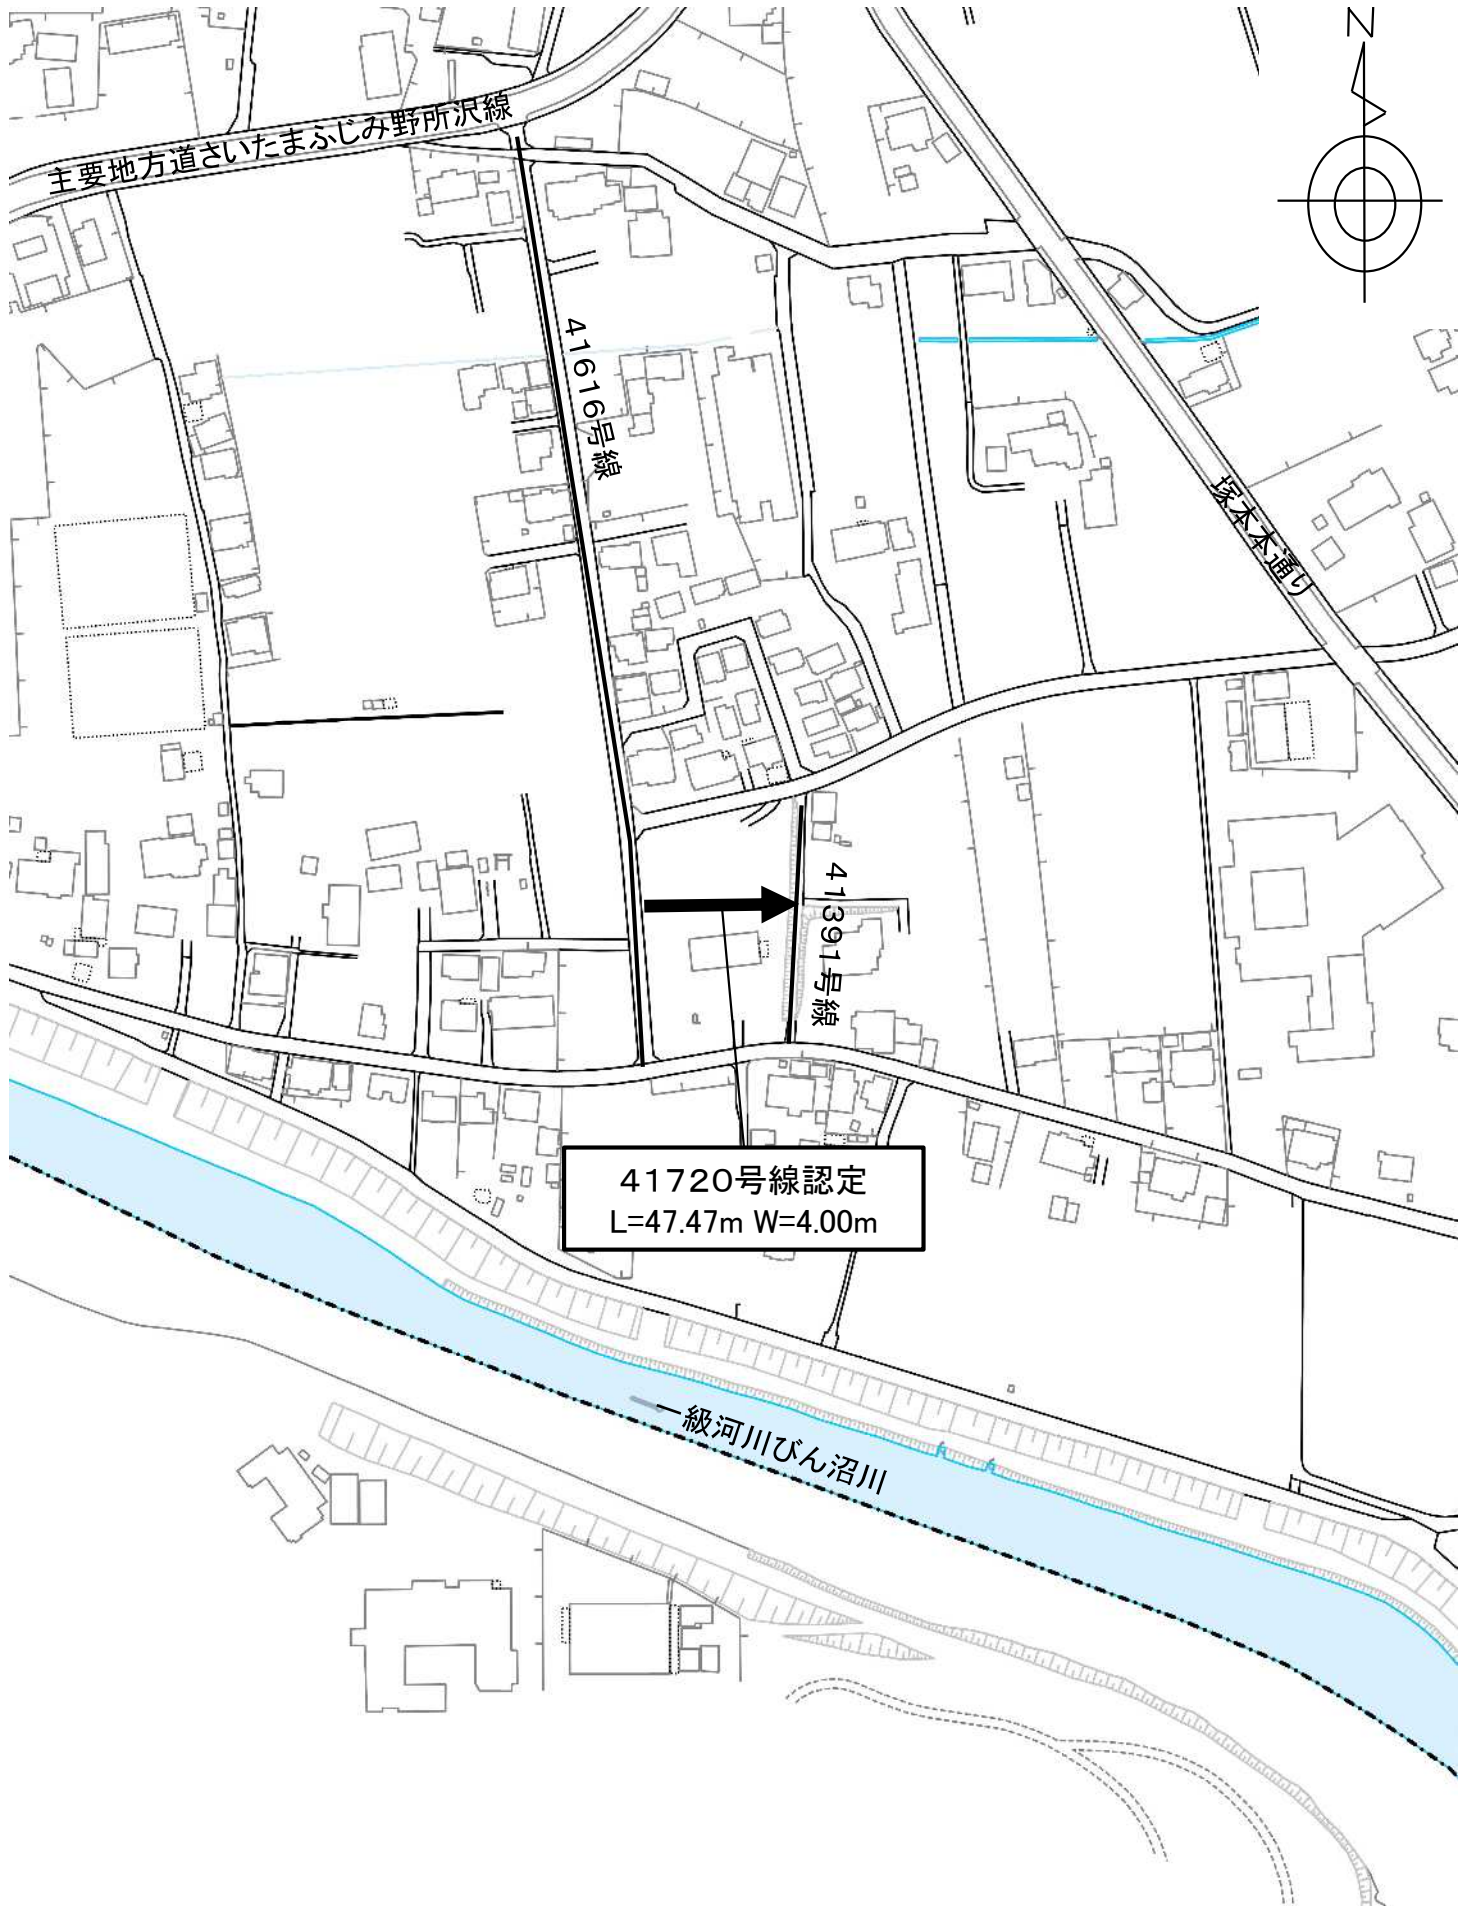 N
主要地方道さいたまふじみ野所沢線
41616号線
塚本本通り
41391号線
41720号線認定
L=47.47m W=4.00m
一級河川びん沼川